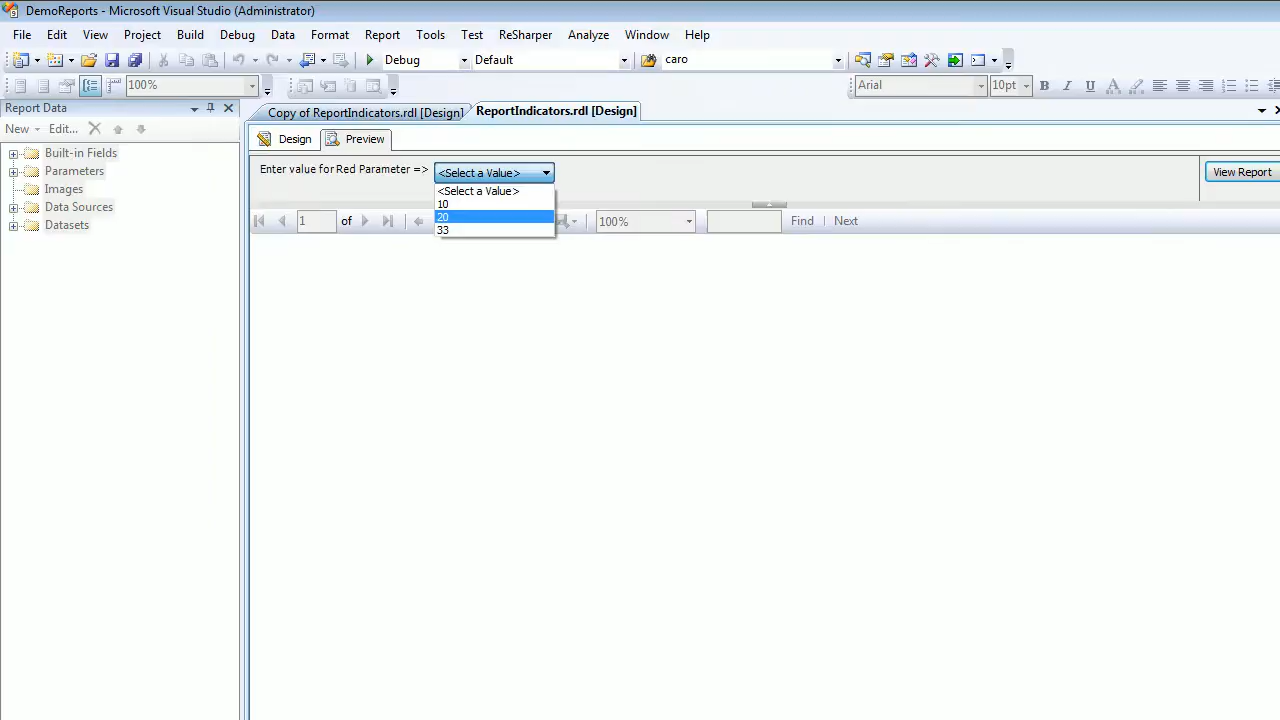 DemoReports - Microsoft Visual Studio (Administrator)
File Edit View Project Build Debug Data Format Report Tools Test ReSharper Analyze Window Help
Debug Default caro
100% Arial 10pt
Report Data
Copy of ReportIndicators.rdl [Design] ReportIndicators.rdl [Design]
New Edit...
Design Preview
Built-in Fields
Parameters
Images
Data Sources
Datasets
Enter value for Red Parameter => <Select a Value> View Report
<Select a Value>
10
20
33
1 of 100% Find Next